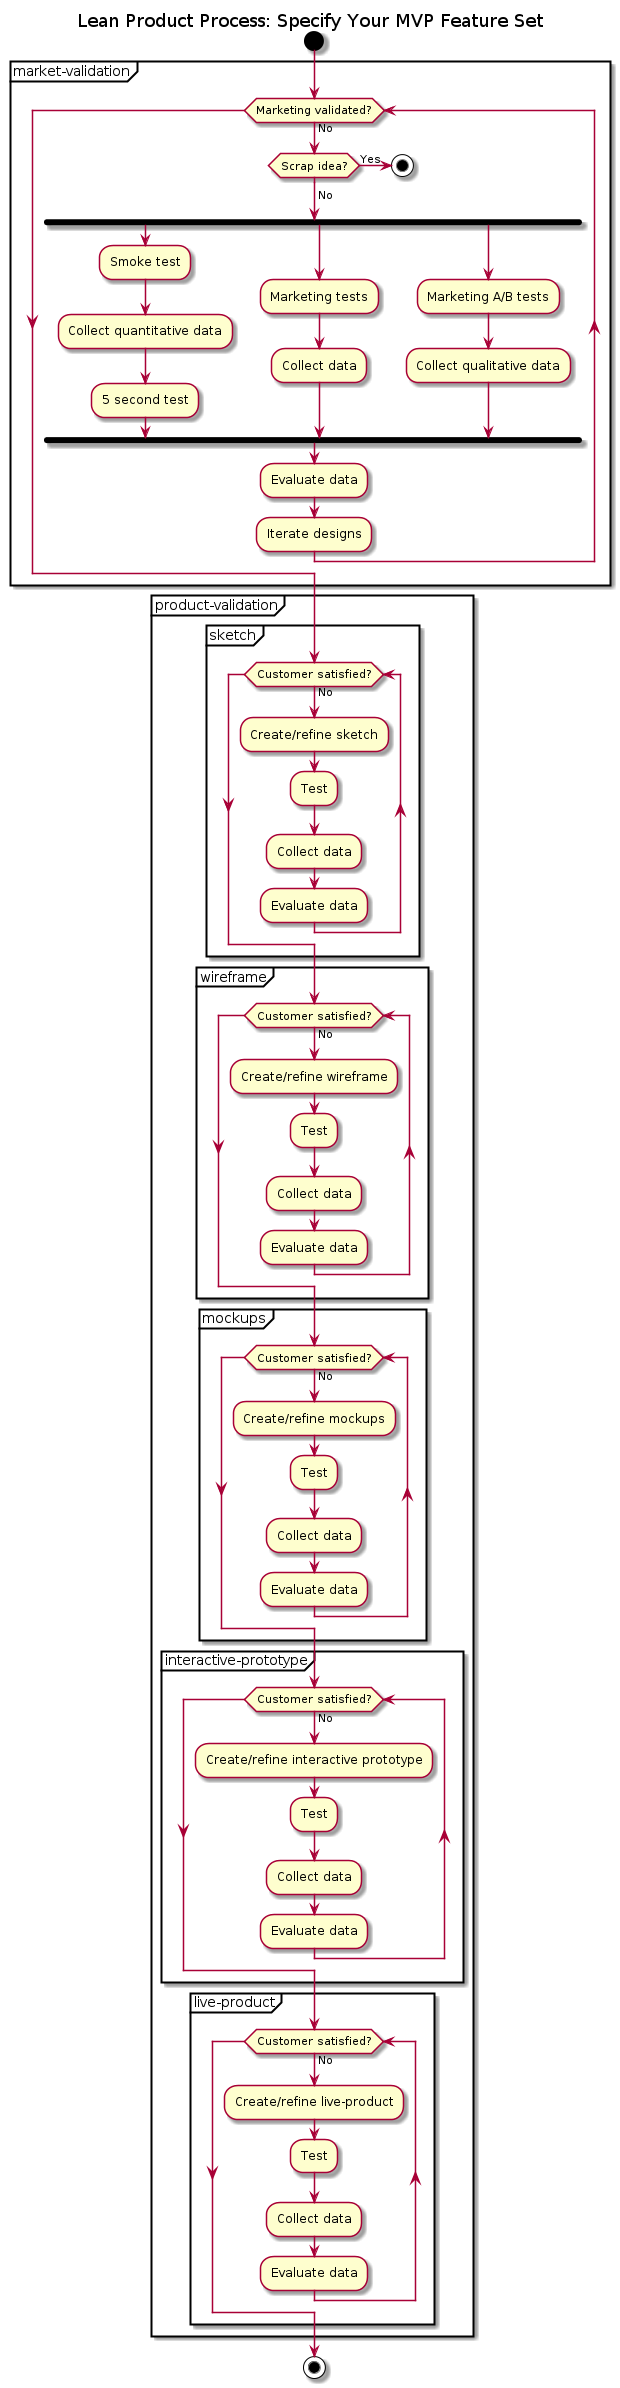 Lean Product Process: Specify Your MVP Feature Set
market-validation
Marketing validated?
No
Scrap idea?
Yes
No
Smoke test
Marketing tests
Marketing A/B tests
Collect quantitative data
Collect data
Collect qualitative data
5 second test
Evaluate data
Iterate designs
product-validation
sketch
Customer satisfied?
No
Create/refine sketch
Test
Collect data
Evaluate data
wireframe
Customer satisfied?
No
Create/refine wireframe
Test
Collect data
Evaluate data
mockups
Customer satisfied?
No
Create/refine mockups
Test
Collect data
Evaluate data
interactive-prototype
Customer satisfied?
No
Create/refine interactive prototype
Test
Collect data
Evaluate data
live-product
Customer satisfied?
No
Create/refine live-product
Test
Collect data
Evaluate data